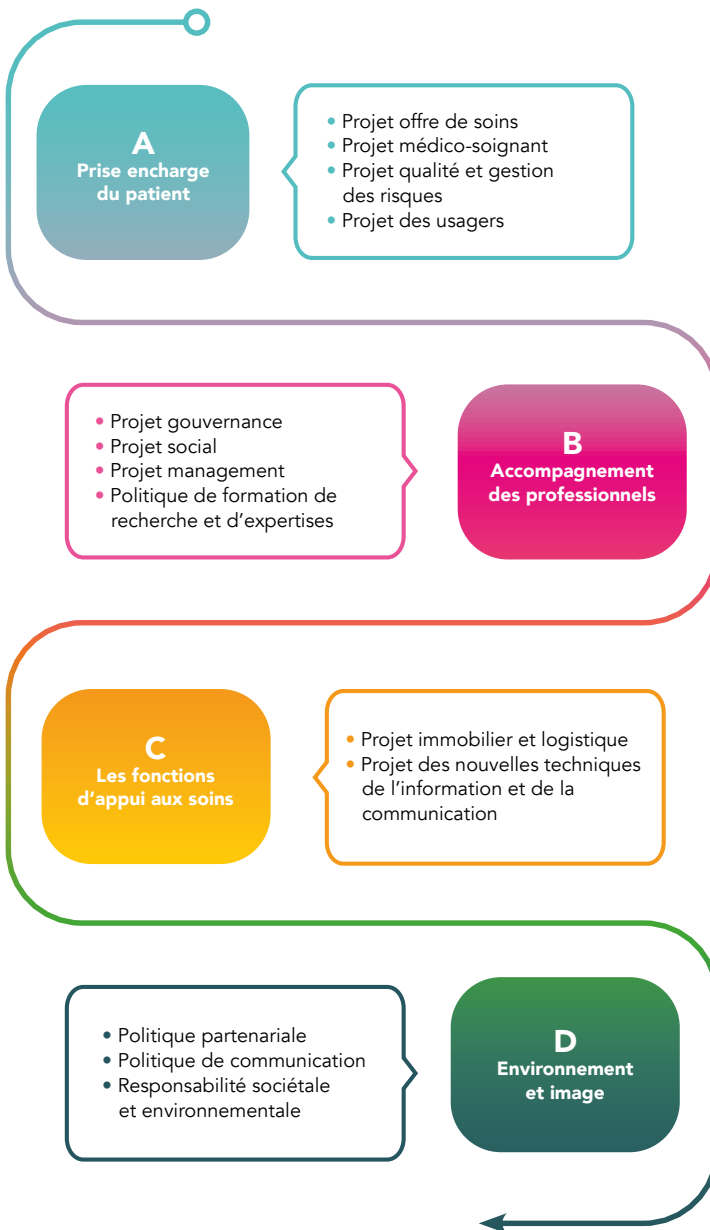 A
Prise encharge
du patient
• Projet offre de soins
• Projet médico-soignant
• Projet qualité et gestion
des risques
• Projet des usagers
• Projet gouvernance
• Projet social
• Projet management
• Politique de formation de
recherche et d’expertises
B
Accompagnement
des professionnels
C
Les fonctions
d’appui aux soins
• Projet immobilier et logistique
• Projet des nouvelles techniques
de l’information et de la
communication
• Politique partenariale
• Politique de communication
• Responsabilité sociétale
et environnementale
D
Environnement
et image